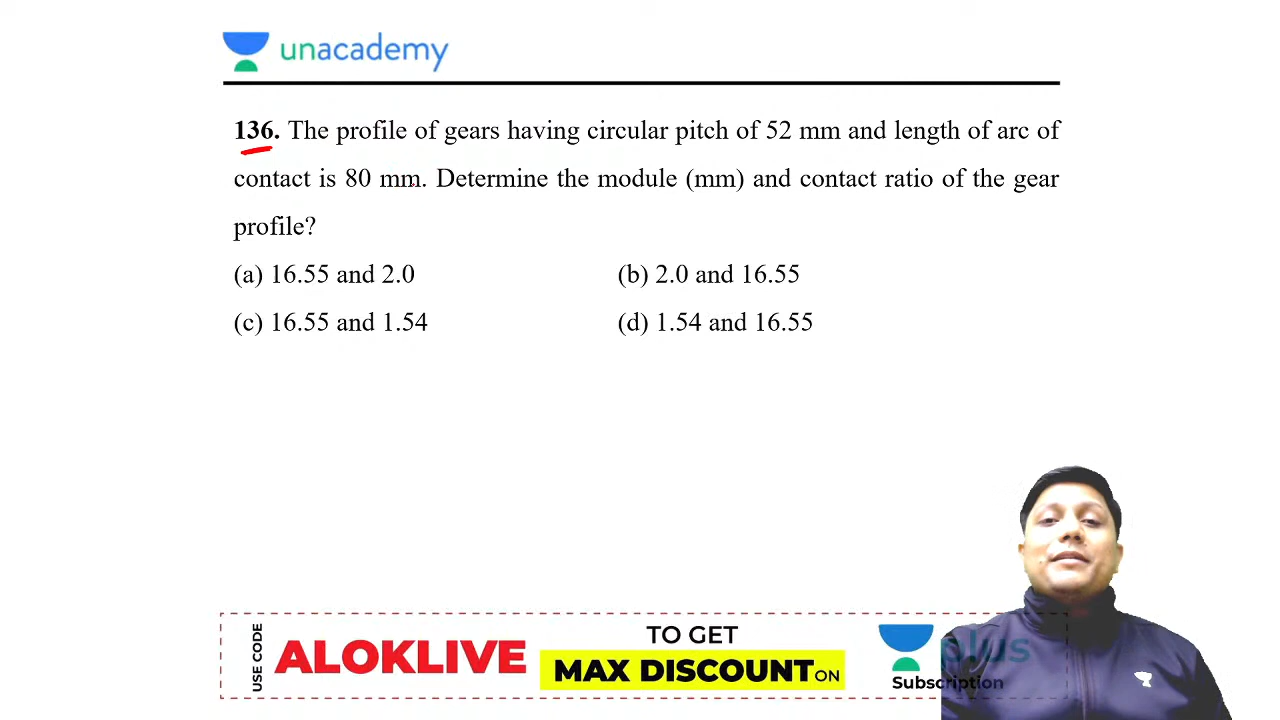 unacademy
136. The profile of gears having circular pitch of 52 mm and length of arc of
contact is 80 mm. Determine the module (mm) and contact ratio of the gear
profile?
(a) 16.55 and 2.0
(b) 2.0 and 16.55
(c) 16.55 and 1.54
(d) 1.54 and 16.55
USE CODE
ALOKLIVE
TO GET
MAX DISCOUNT ON
plus
Subscription